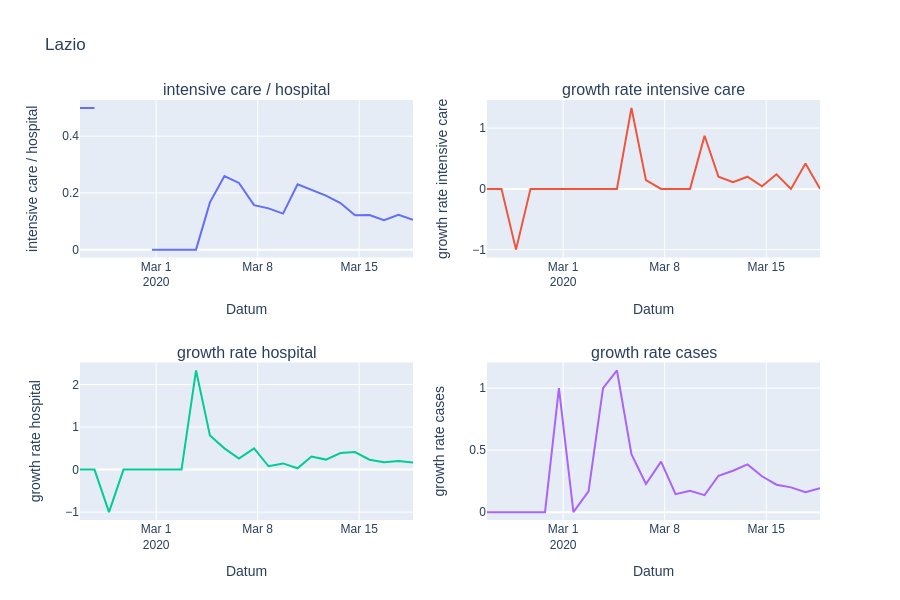 Lazio
intensive care / hospital
intensive care / hospital
0.4
0.2
0
Mar 1
2020
Mar 8
Mar 15
Datum
growth rate intensive care
growth rate intensive care
1
0
−1
Mar 1
2020
Mar 8
Mar 15
Datum
growth rate hospital
growth rate hospital
2
1
0
−1
Mar 1
2020
Mar 8
Mar 15
Datum
growth rate cases
growth rate cases
1
0.5
0
Mar 1
2020
Mar 8
Mar 15
Datum